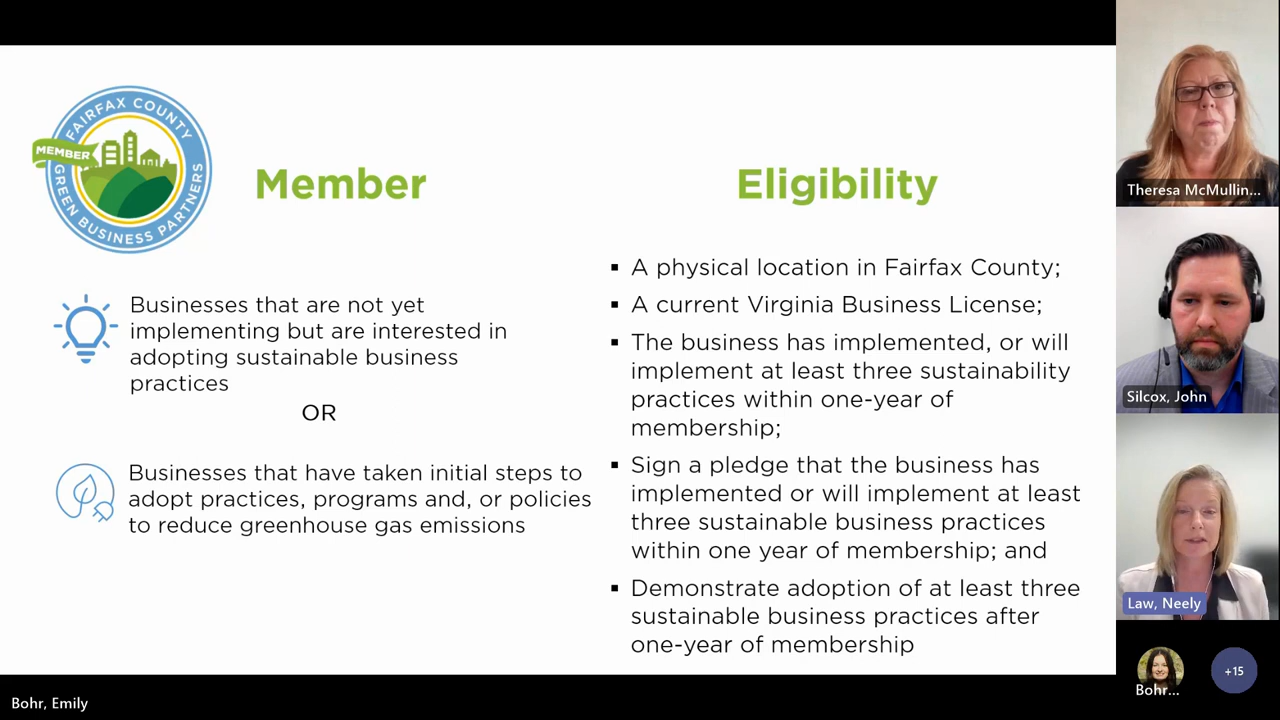 FAIRFAX COUNTY
MEMBER
GREEN BUSINESS PARTNERS
Member
Businesses that are not yet
implementing but are interested in
adopting sustainable business
practices
OR
Businesses that have taken initial steps to
adopt practices, programs and, or policies
to reduce greenhouse gas emissions
Eligibility
▪ A physical location in Fairfax County;
▪ A current Virginia Business License;
▪ The business has implemented, or will
implement at least three sustainability
practices within one-year of
membership;
▪ Sign a pledge that the business has
implemented or will implement at least
three sustainable business practices
within one year of membership; and
▪ Demonstrate adoption of at least three
sustainable business practices after
one-year of membership
Theresa McMullin...
Silcox, John
Law, Neely
Bohr...
+15
Bohr, Emily